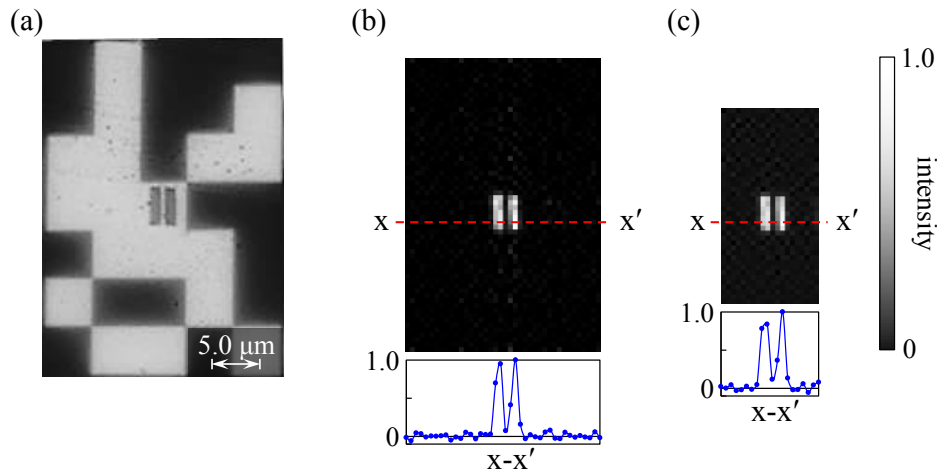 (a)
(b)
(c)
5.0 μm
x x′
1.0
0
x-x′
x x′
1.0
0
x-x′
1.0
intensity
0